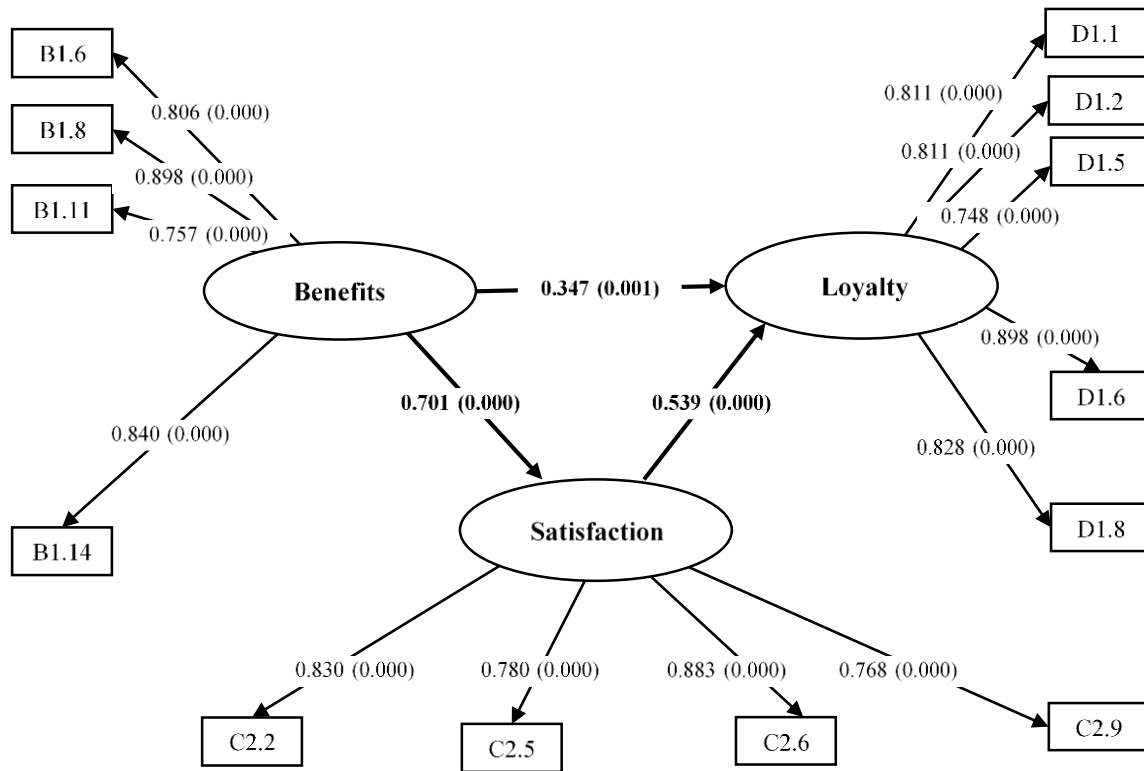 D1.1
B1.6
0.811 (0.000)
D1.2
0.806 (0.000)
B1.8
0.811 (0.000)
D1.5
0.898 (0.000)
B1.11
0.748 (0.000)
0.757 (0.000)
Benefits
0.347 (0.001)
Loyalty
0.898 (0.000)
D1.6
0.701 (0.000)
0.539 (0.000)
0.840 (0.000)
0.828 (0.000)
B1.14
Satisfaction
D1.8
0.830 (0.000)
0.780 (0.000)
0.883 (0.000)
0.768 (0.000)
C2.2
C2.5
C2.6
C2.9